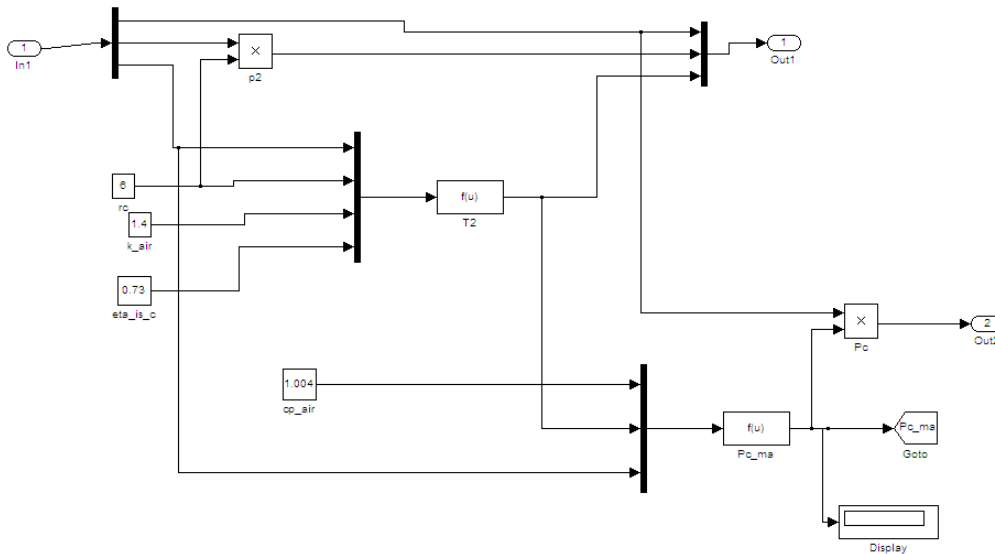 1
In1
×
p2
1
Out1
6
rc
1.4
k_air
f(u)
T2
0.73
eta_is_c
×
Pc
2
Out2
1.004
cp_air
f(u)
Pc_ma
Pc_ma
Goto
Display